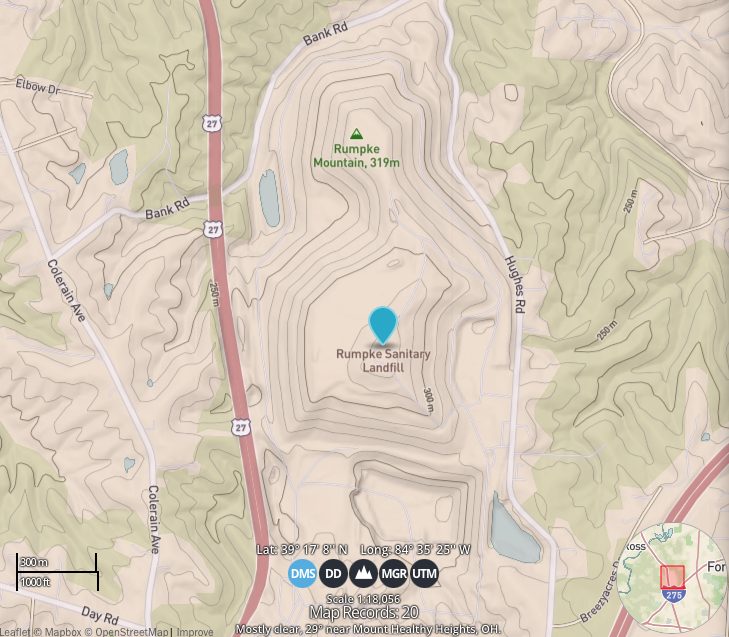 Bank Rd
Elbow Dr
27
Rumpke
Mountain, 319m
Bank Rd
27
250 m
Colerain Ave
Hughes Rd
250 m
250 m
Rumpke Sanitary
Landfill
300 m
27
Colerain Ave
Lat: 39° 17' 8" N Long: 84° 35' 25" W
DMS DD MGR UTM
300 m
1000 ft
Scale 1:18,056
Map Records: 20
Mostly clear, 29° near Mount Healthy Heights, OH.
Day Rd
Breezyacres D
ross
For
275
Leaflet | © Mapbox © OpenStreetMap | Improve